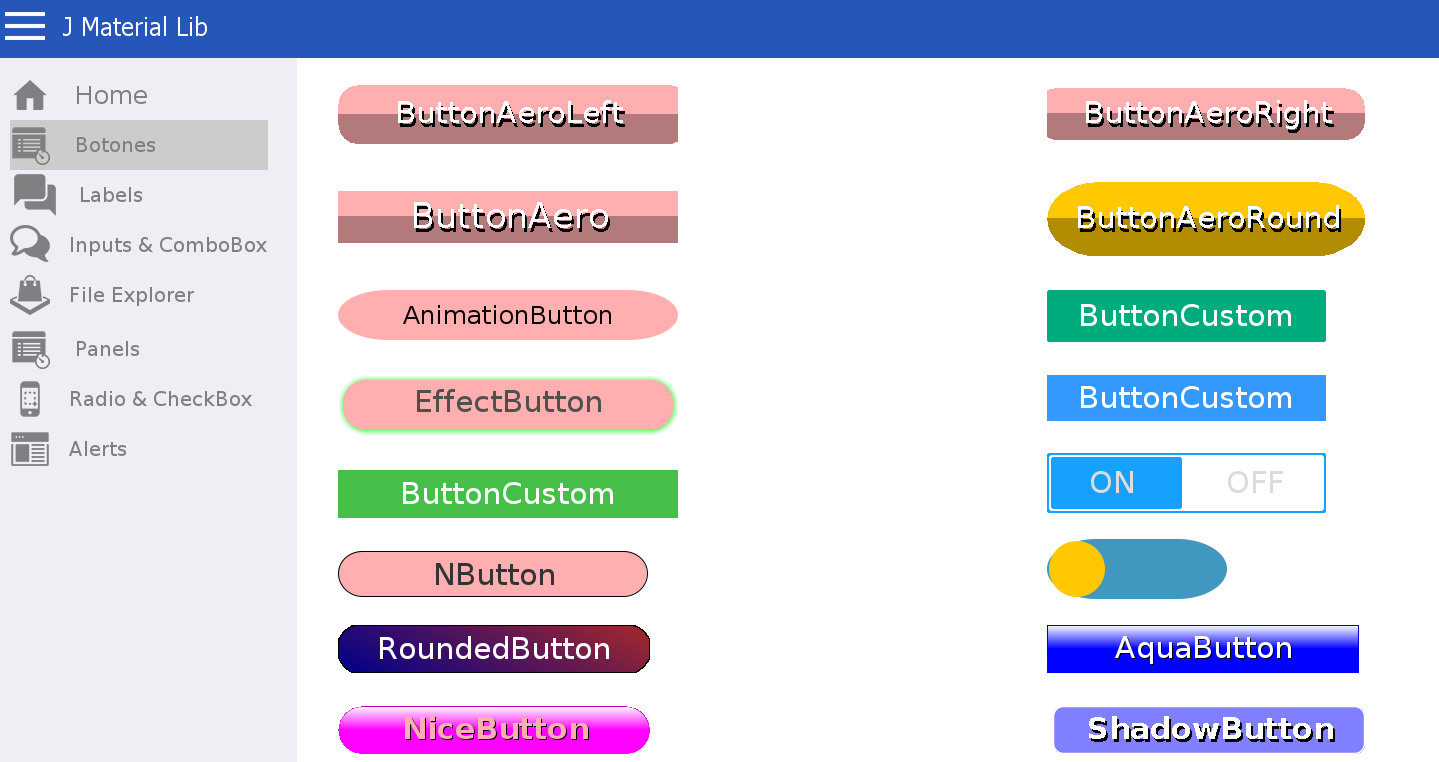 J Material Lib
Home
Botones
Labels
Inputs & ComboBox
File Explorer
Panels
Radio & CheckBox
Alerts
ButtonAeroLeft
ButtonAero
AnimationButton
EffectButton
ButtonCustom
NButton
RoundedButton
NiceButton
ButtonAeroRight
ButtonAeroRound
ButtonCustom
ButtonCustom
ON OFF
AquaButton
ShadowButton